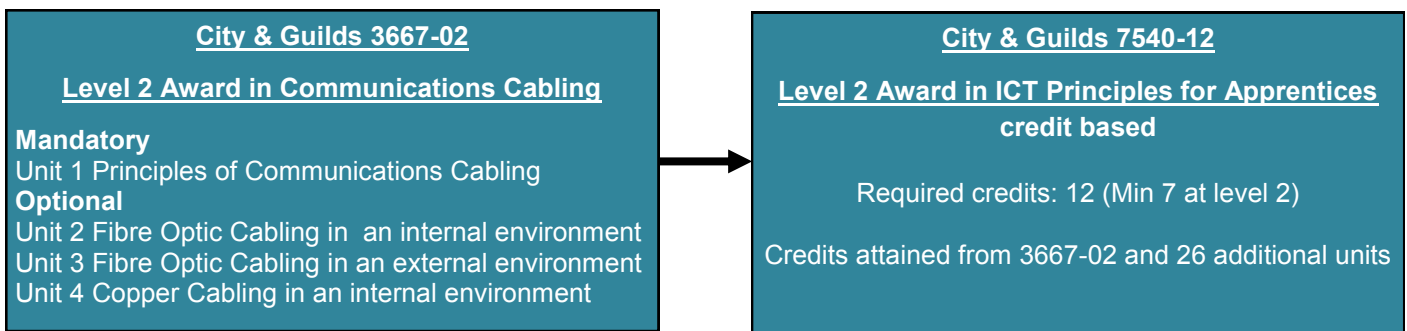 City & Guilds 3667-02
Level 2 Award in Communications Cabling
Mandatory
Unit 1 Principles of Communications Cabling
Optional
Unit 2 Fibre Optic Cabling in an internal environment
Unit 3 Fibre Optic Cabling in an external environment
Unit 4 Copper Cabling in an internal environment
City & Guilds 7540-12
Level 2 Award in ICT Principles for Apprentices
credit based
Required credits: 12 (Min 7 at level 2)
Credits attained from 3667-02 and 26 additional units